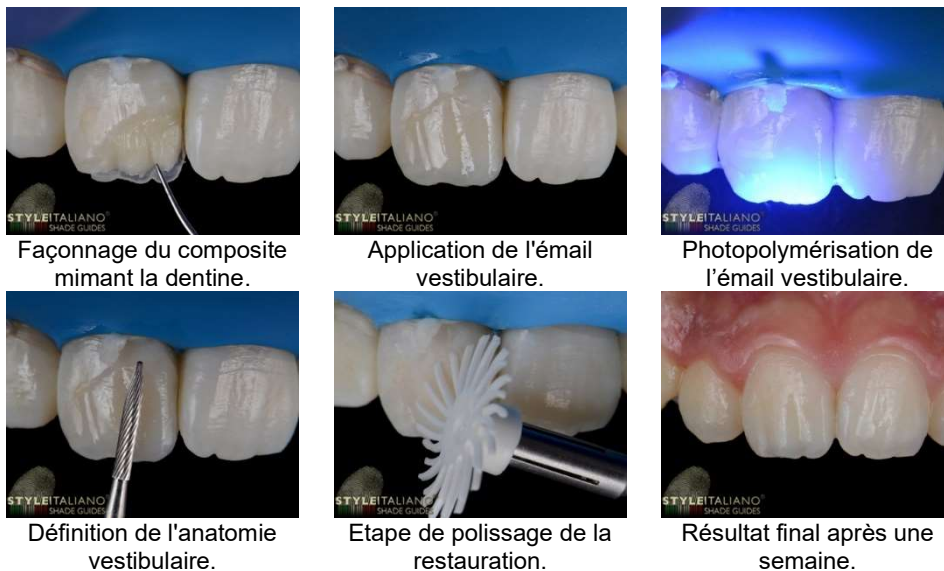 STYLEITALIANO®
SHADE GUIDES
STYLEITALIANO®
SHADE GUIDES
STYLEITALIANO®
SHADE GUIDES
Façonnage du composite
mimant la dentine.
Application de l'émail
vestibulaire.
Photopolymérisation de
l’émail vestibulaire.
STYLEITALIANO®
SHADE GUIDES
STYLEITALIANO®
SHADE GUIDES
STYLEITALIANO®
SHADE GUIDES
Définition de l'anatomie
vestibulaire.
Etape de polissage de la
restauration.
Résultat final après une
semaine.